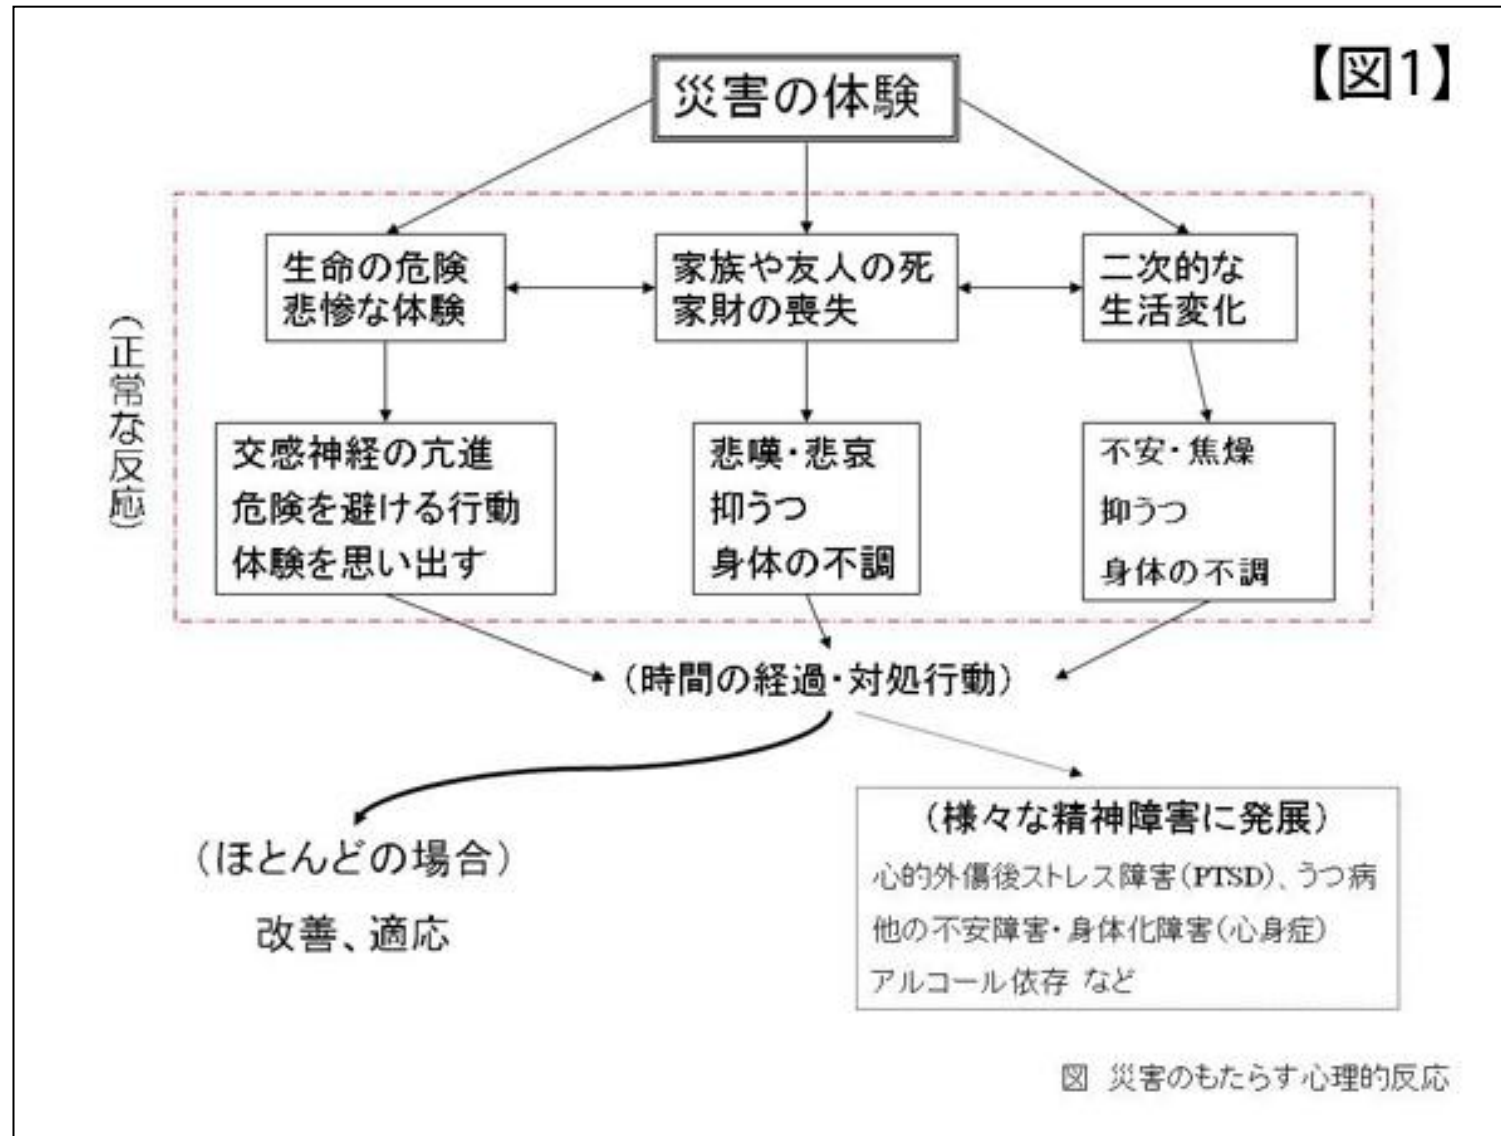 【図1】
災害の体験
(正常な反応)
生命の危険
悲惨な体験
家族や友人の死
家財の喪失
二次的な
生活変化
交感神経の亢進
危険を避ける行動
体験を思い出す
悲嘆・悲哀
抑うつ
身体の不調
不安・焦燥
抑うつ
身体の不調
(時間の経過・対処行動)
(ほとんどの場合)
改善、適応
(様々な精神障害に発展)
心的外傷後ストレス障害(PTSD)、うつ病
他の不安障害・身体化障害(心身症)
アルコール依存 など
図 災害のもたらす心理的反応